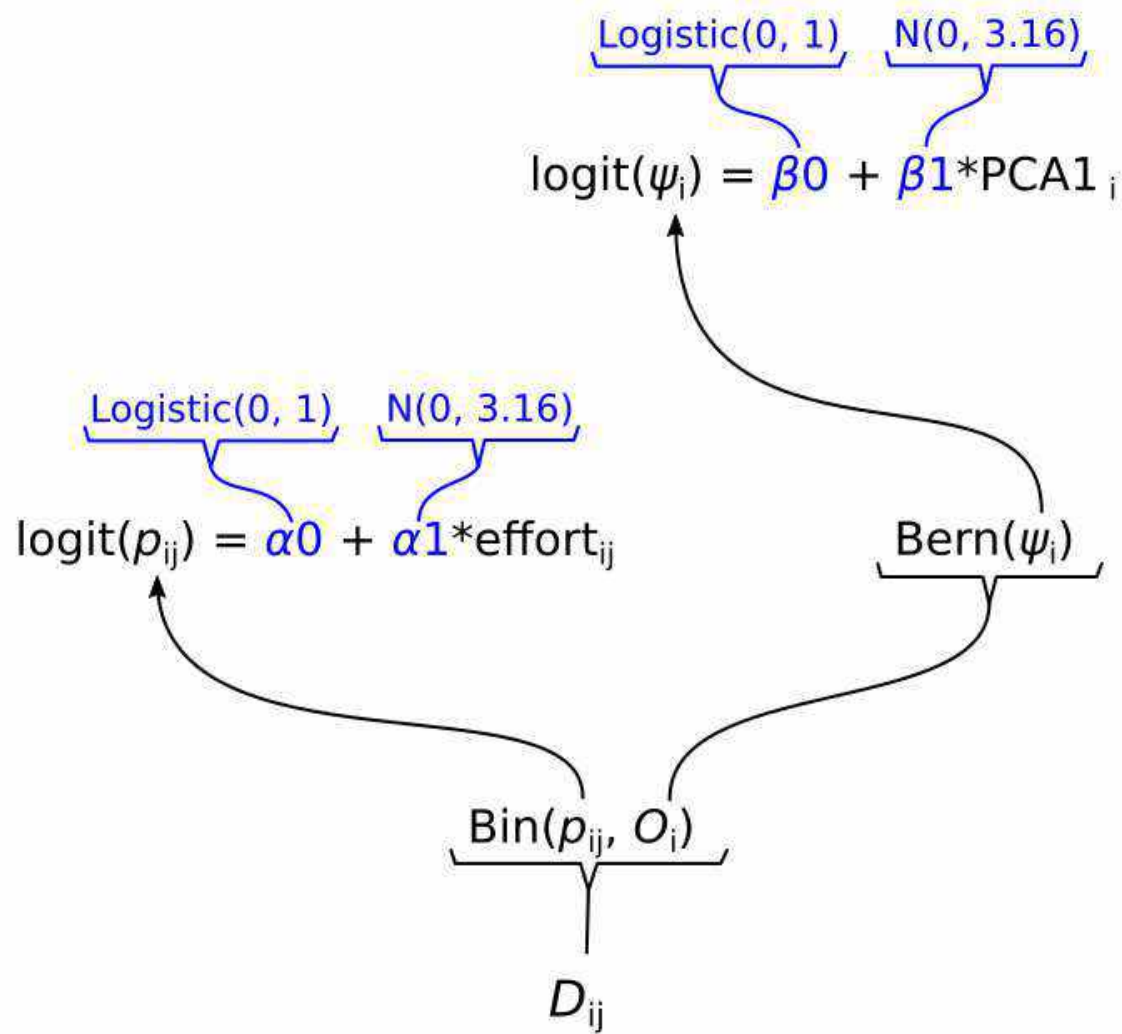 Logistic(0, 1) N(0, 3.16)
logit(ψi) = β0 + β1*PCA1 i
Logistic(0, 1) N(0, 3.16)
logit(pij) = α0 + α1*effortij
Bern(ψi)
Bin(pij, Oi)
Dij